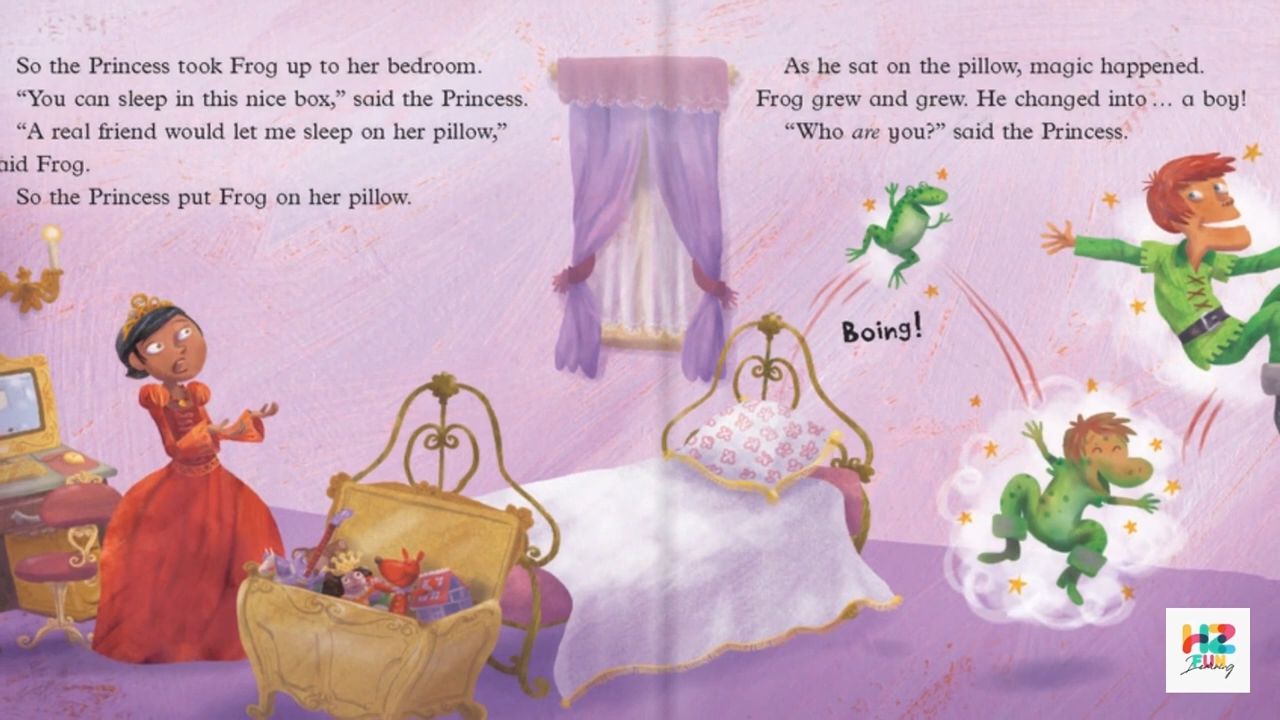 So the Princess took Frog up to her bedroom.
“You can sleep in this nice box,” said the Princess.
“A real friend would let me sleep on her pillow,”
aid Frog.
So the Princess put Frog on her pillow.
As he sat on the pillow, magic happened.
Frog grew and grew. He changed into … a boy!
“Who are you?” said the Princess.
Boing!
HZ
FUN
Learning